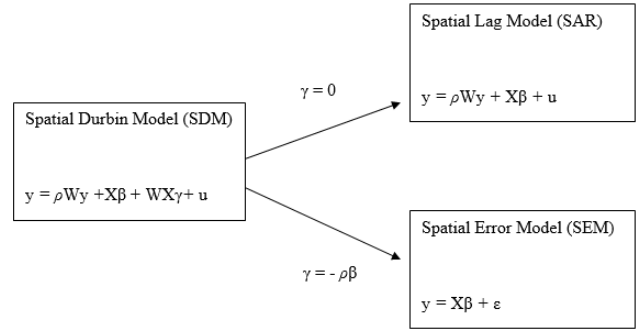 Spatial Durbin Model (SDM)
y = ρWy +Xβ + WXγ+ u
γ = 0
Spatial Lag Model (SAR)
y = ρWy + Xβ + u
γ = - ρβ
Spatial Error Model (SEM)
y = Xβ + ε